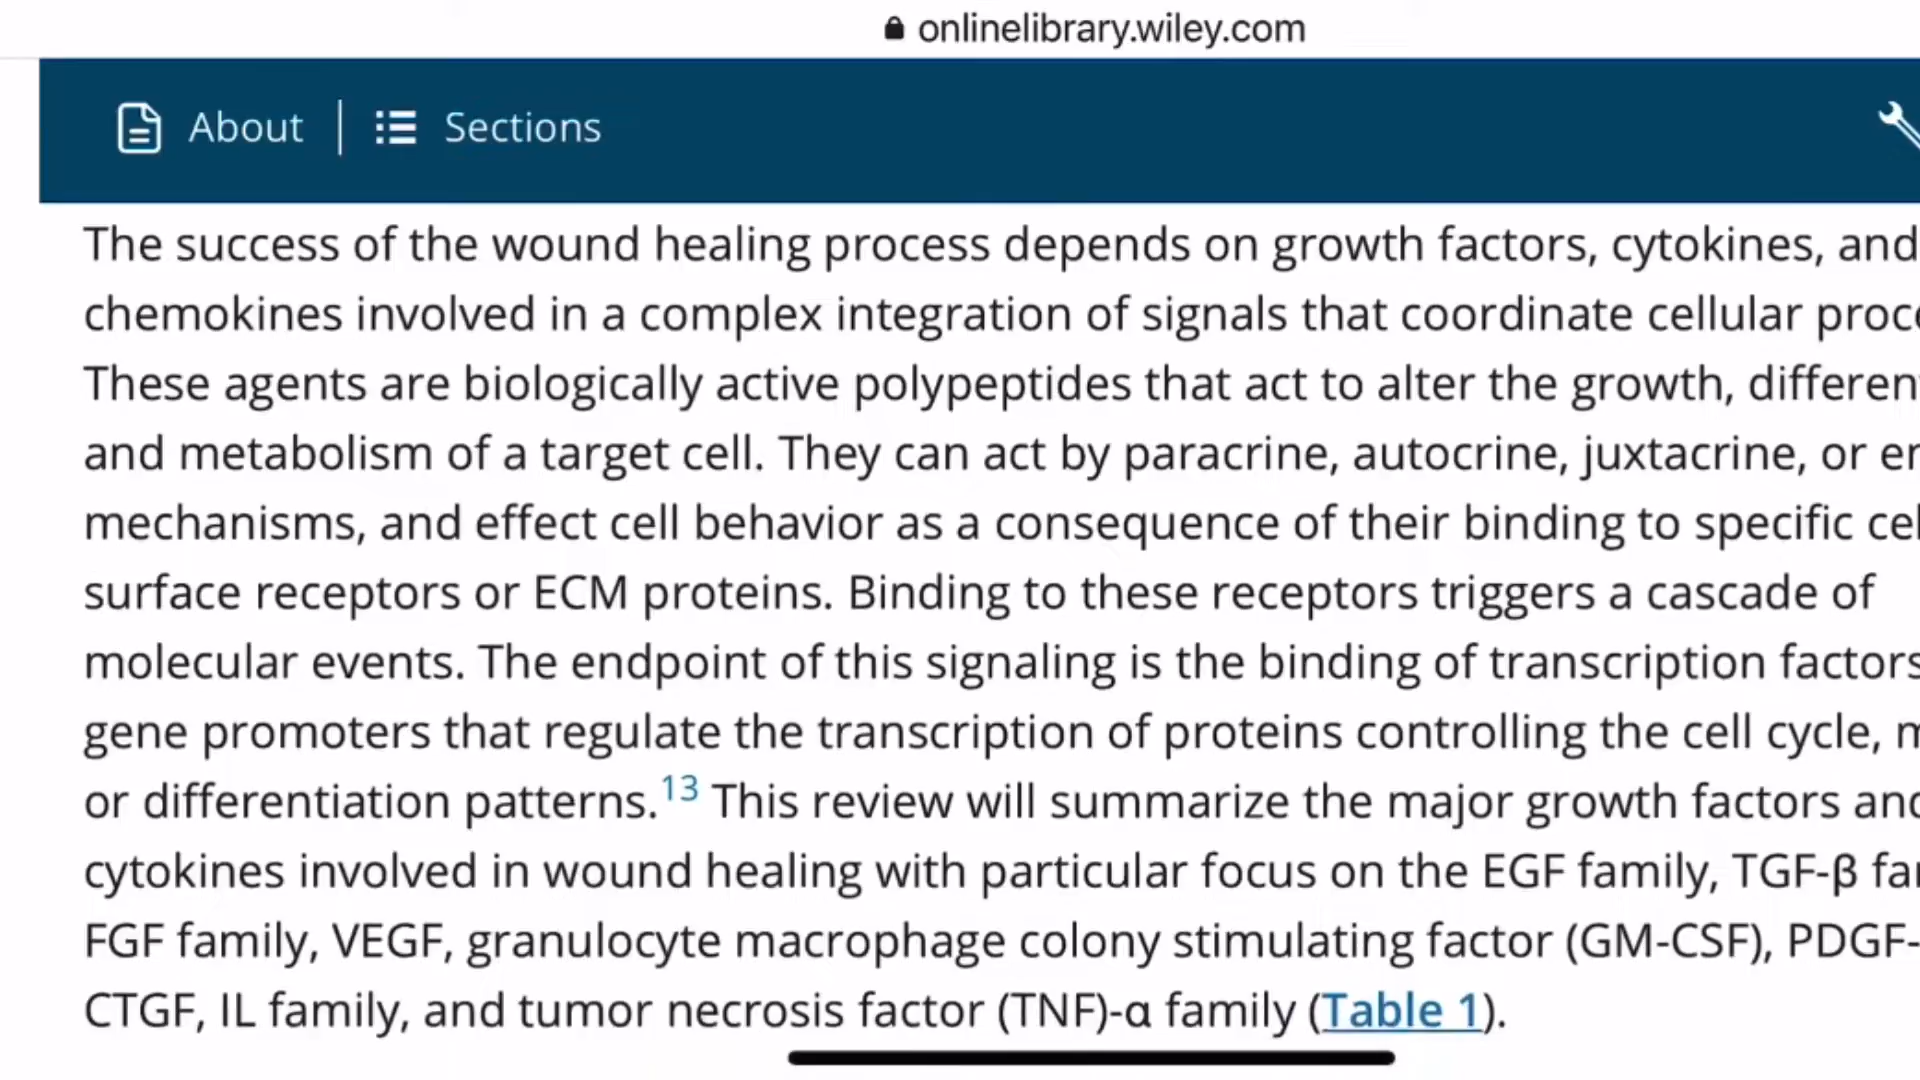 onlinelibrary.wiley.com
About | Sections
The success of the wound healing process depends on growth factors, cytokines, and
chemokines involved in a complex integration of signals that coordinate cellular
These agents are biologically active polypeptides that act to alter the growth,
and metabolism of a target cell. They can act by paracrine, autocrine, juxtacrine, or
mechanisms, and effect cell behavior as a consequence of their binding to specific
surface receptors or ECM proteins. Binding to these receptors triggers a cascade of
molecular events. The endpoint of this signaling is the binding of transcription factors
gene promoters that regulate the transcription of proteins controlling the cell cycle,
or differentiation patterns.13 This review will summarize the major growth factors and
cytokines involved in wound healing with particular focus on the EGF family, TGF-β
FGF family, VEGF, granulocyte macrophage colony stimulating factor (GM-CSF), PDGF-
CTGF, IL family, and tumor necrosis factor (TNF)-α family (Table 1).